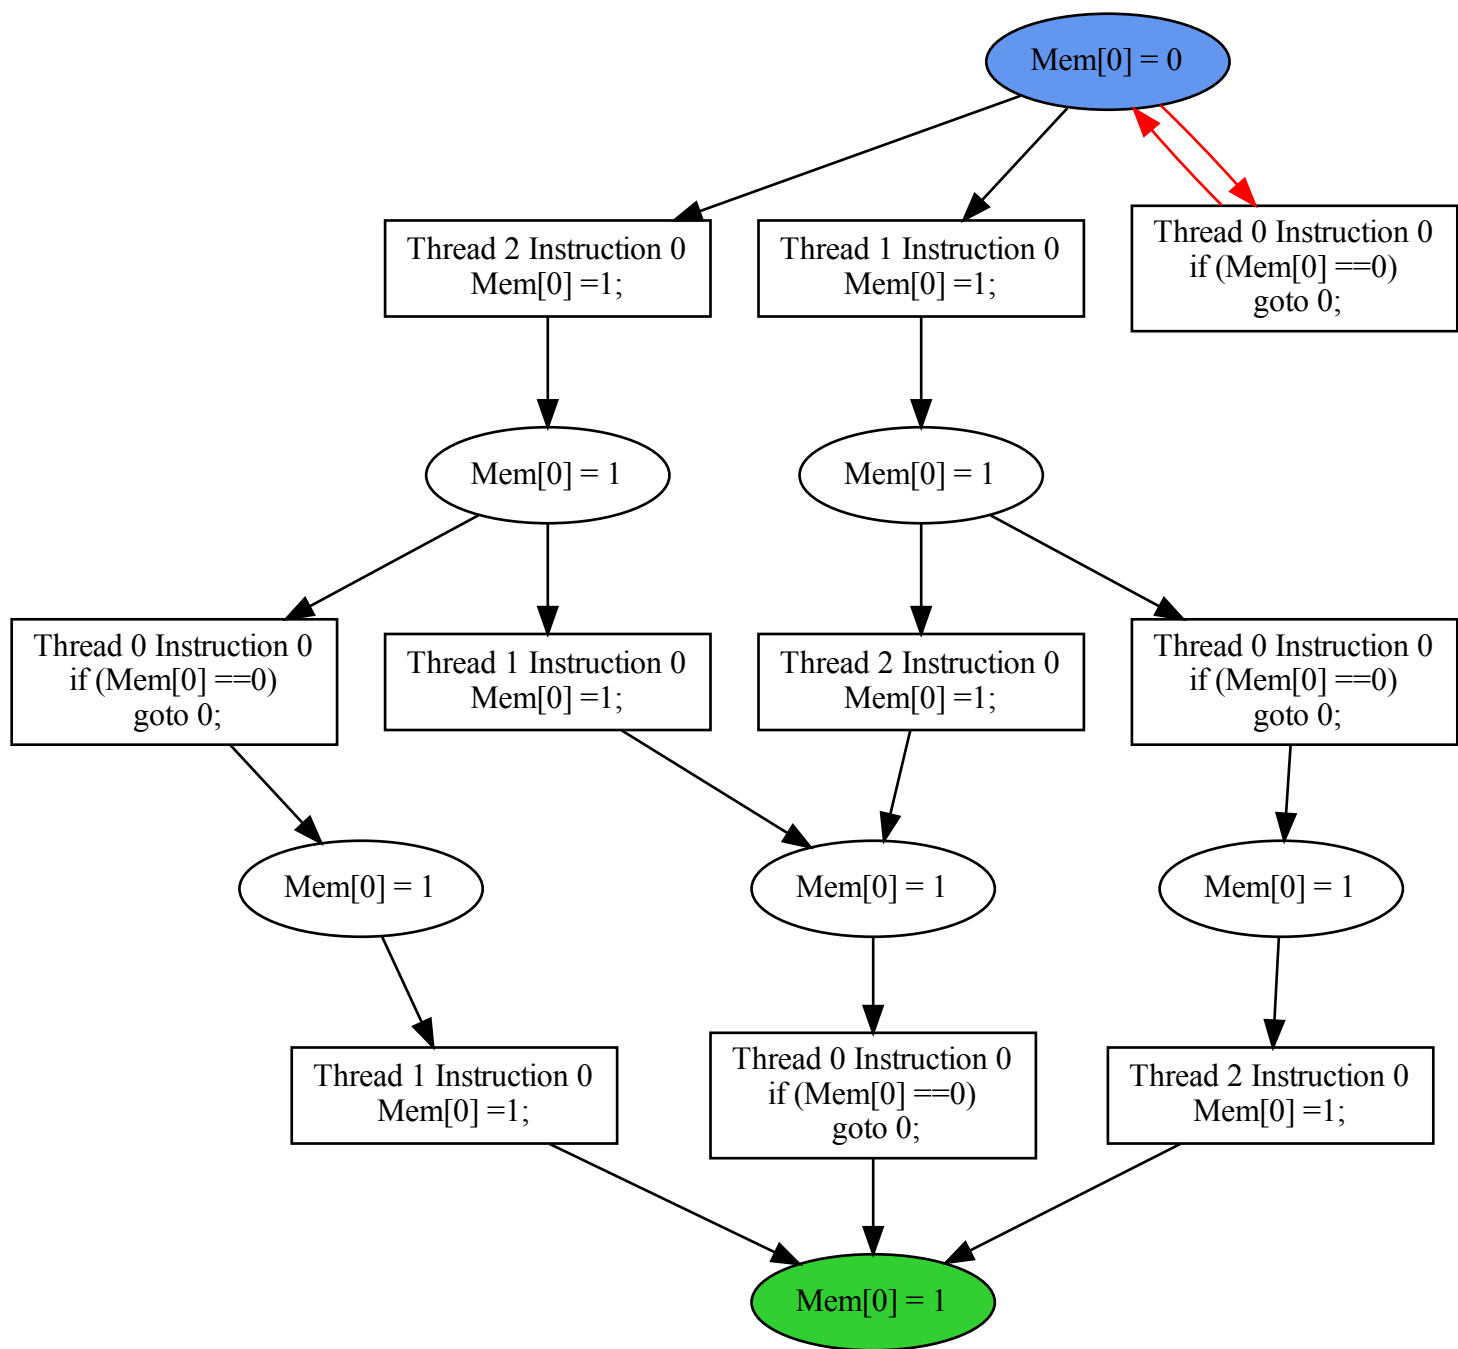 Mem[0] = 0
Thread 2 Instruction 0
Mem[0] =1;
Thread 1 Instruction 0
Mem[0] =1;
Thread 0 Instruction 0
if (Mem[0] ==0)
goto 0;
Mem[0] = 1
Mem[0] = 1
Thread 0 Instruction 0
if (Mem[0] ==0)
goto 0;
Thread 1 Instruction 0
Mem[0] =1;
Thread 2 Instruction 0
Mem[0] =1;
Thread 0 Instruction 0
if (Mem[0] ==0)
goto 0;
Mem[0] = 1
Mem[0] = 1
Mem[0] = 1
Thread 1 Instruction 0
Mem[0] =1;
Thread 0 Instruction 0
if (Mem[0] ==0)
goto 0;
Thread 2 Instruction 0
Mem[0] =1;
Mem[0] = 1